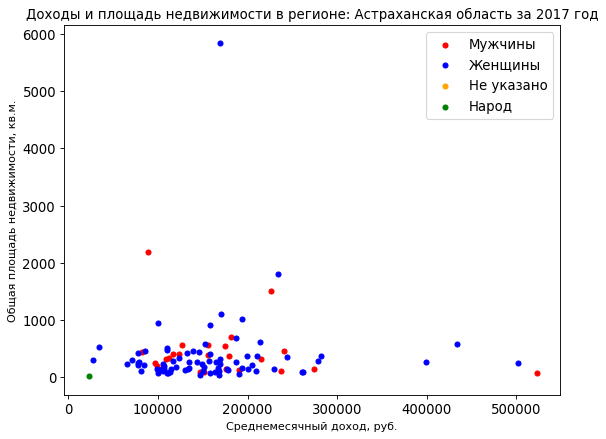 Доходы и площадь недвижимости в регионе: Астраханская область за 2017 год
Общая площадь недвижимости, кв.м.
6000
5000
4000
3000
2000
1000
0
Мужчины
Женщины
Не указано
Народ
0
100000
200000
300000
400000
500000
Среднемесячный доход, руб.